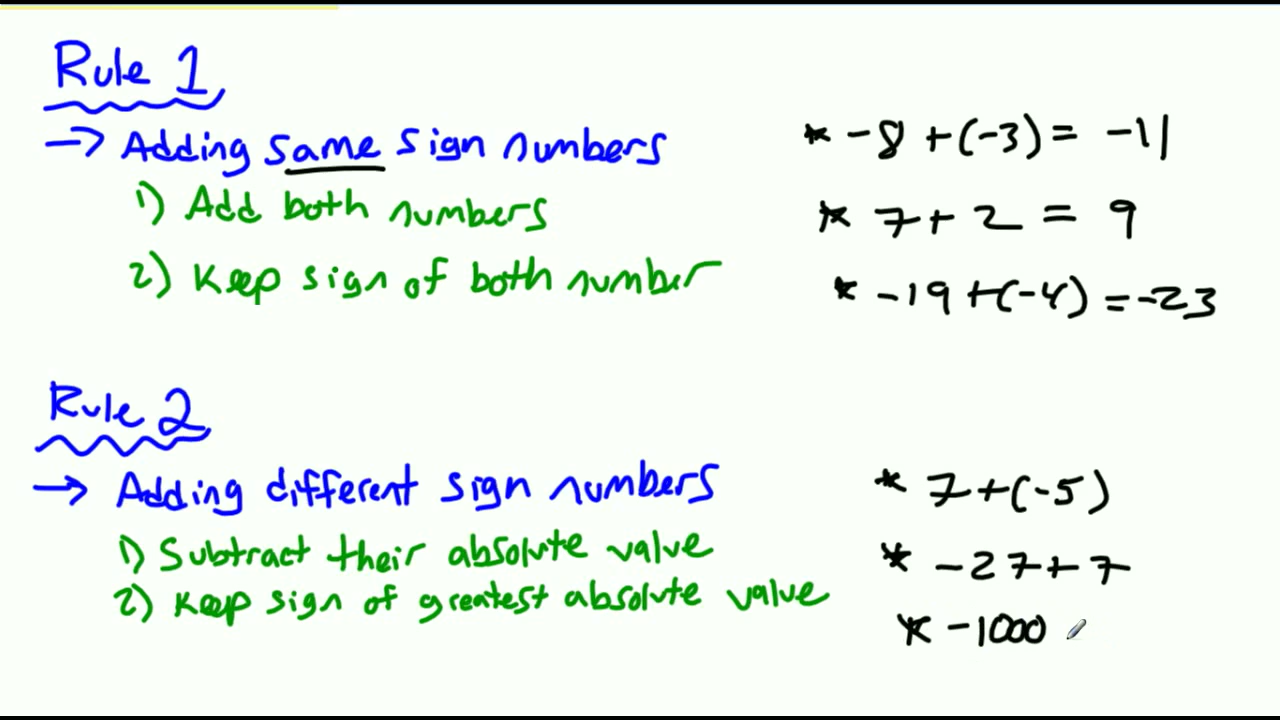 Rule 1
→ Adding same sign numbers
1) Add both numbers
2) Keep sign of both number
* -8 + (-3) = -11
* 7 + 2 = 9
* -19 + (-4) = -23
Rule 2
→ Adding different sign numbers
1) Subtract their absolute value
2) Keep sign of greatest absolute value
* 7 + (-5)
* -27 + 7
* -1000